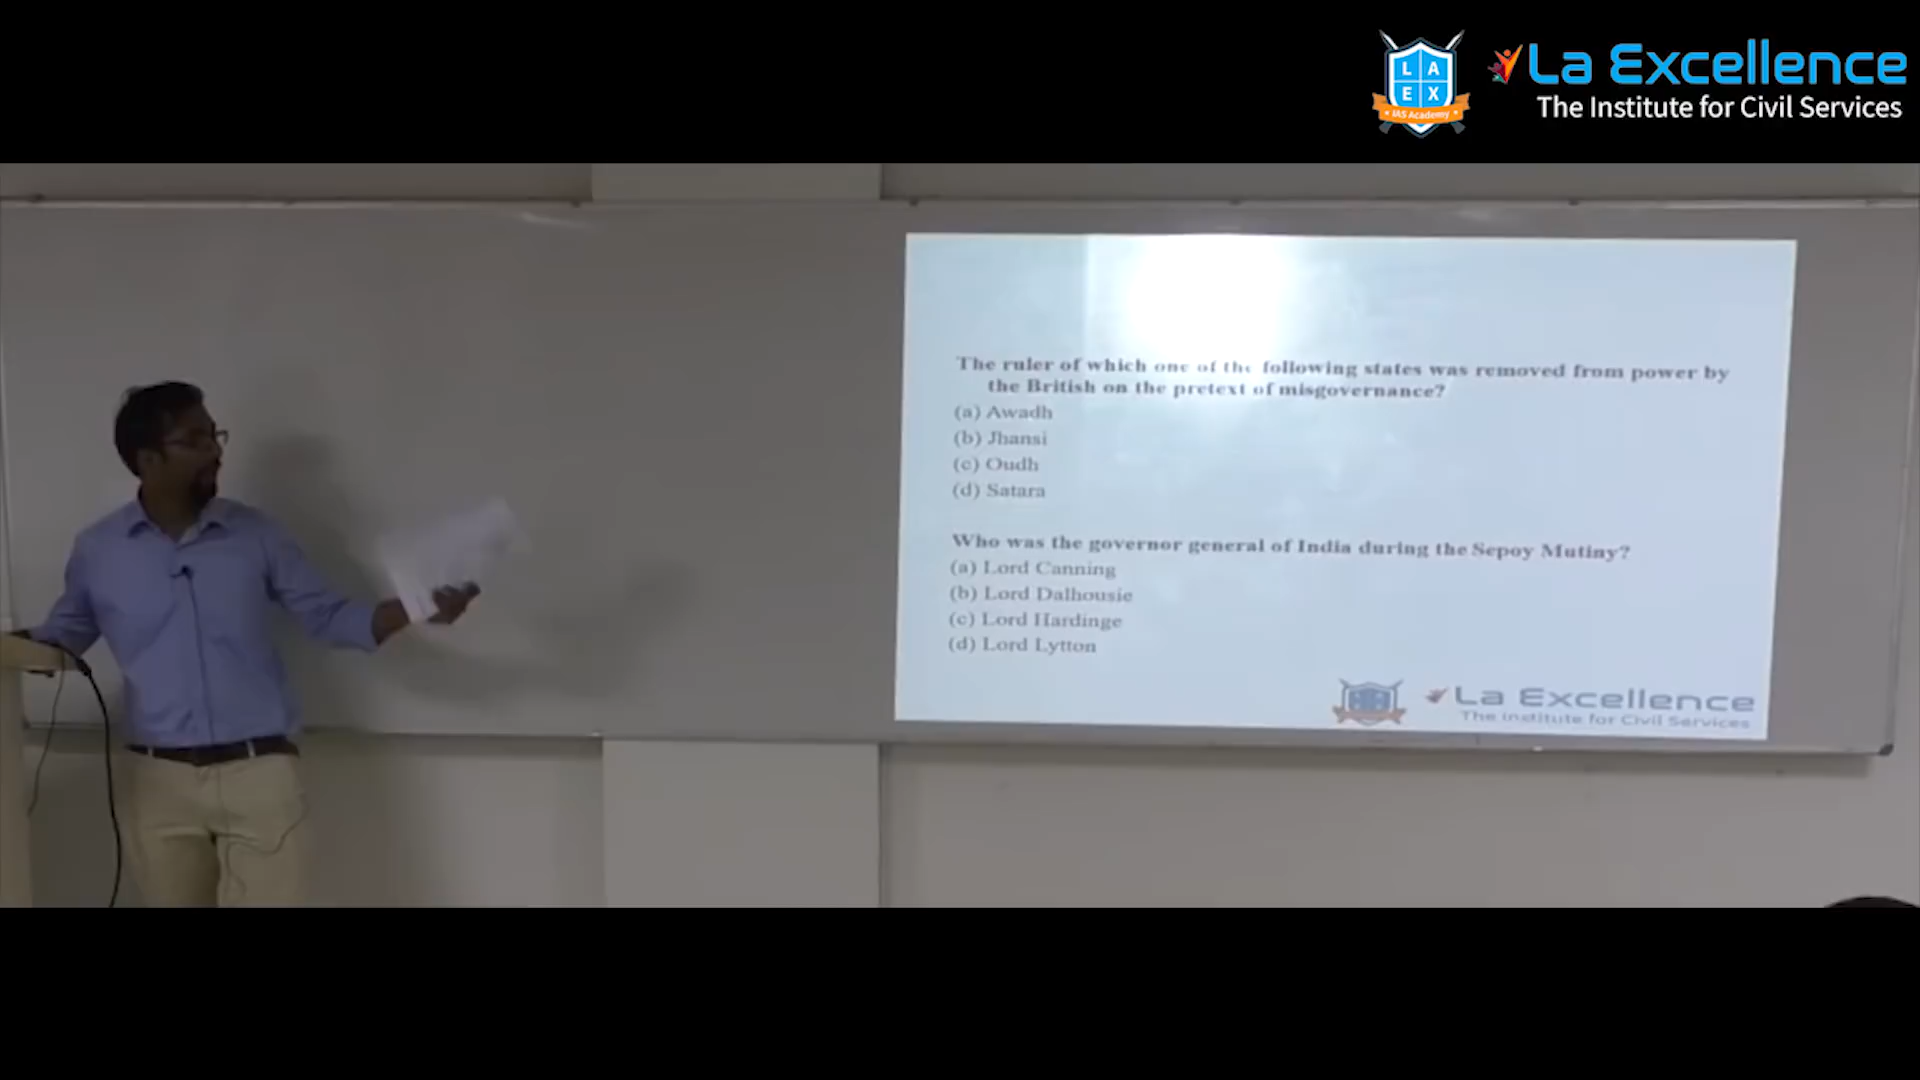 L A
E X
IAS Academy
La Excellence
The Institute for Civil Services
The ruler of which one of the following states was removed from power by
the British on the pretext of misgovernance?
(a) Awadh
(b) Jhansi
(c) Oudh
(d) Satara
Who was the governor general of India during the Sepoy Mutiny?
(a) Lord Canning
(b) Lord Dalhousie
(c) Lord Hardinge
(d) Lord Lytton
La Excellence
The Institute for Civil Services